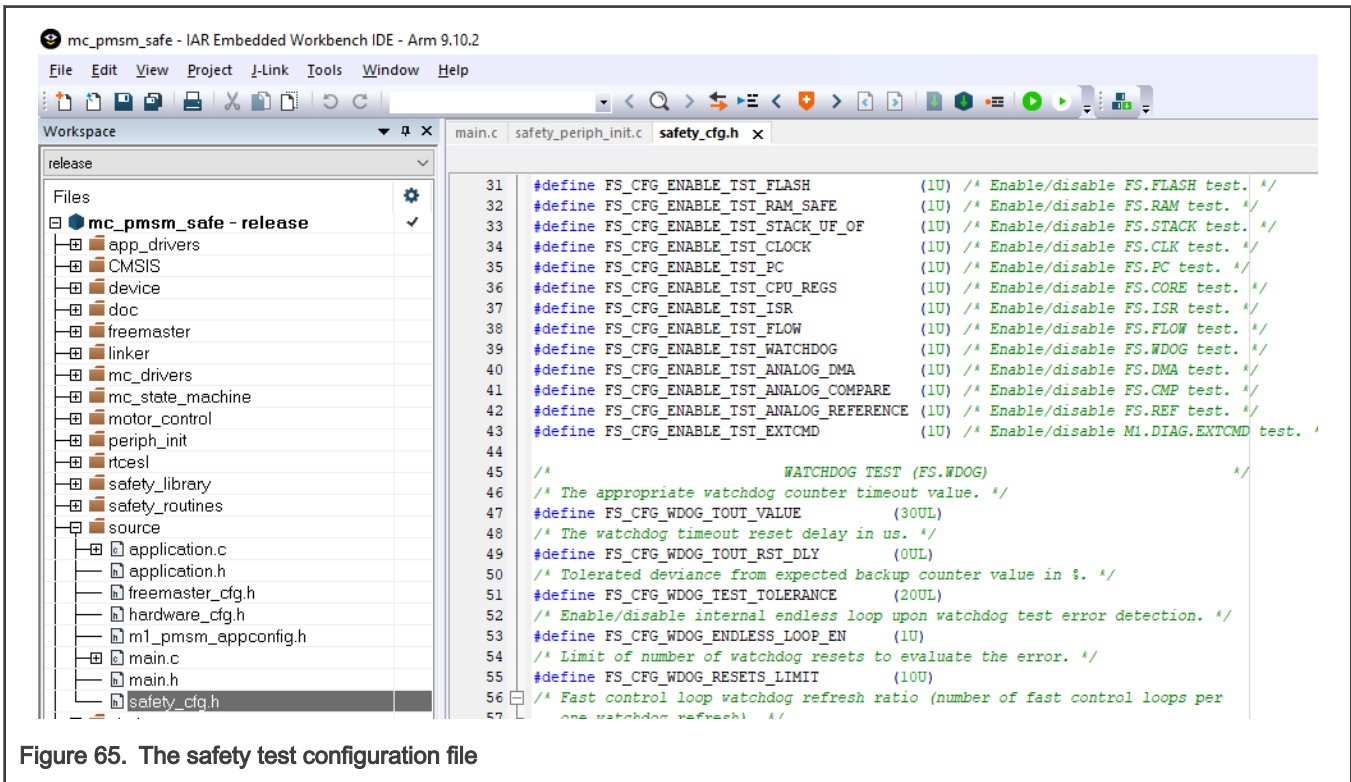 mc_pmsm_safe - IAR Embedded Workbench IDE - Arm 9.10.2
File Edit View Project J-Link Tools Window Help
Workspace
release
Files
mc_pmsm_safe - release
app_drivers
CMSIS
device
doc
freemaster
linker
mc_drivers
mc_state_machine
motor_control
periph_init
rtcesl
safety_library
safety_routines
source
application.c
application.h
freemaster_cfg.h
hardware_cfg.h
m1_pmsm_appconfig.h
main.c
main.h
safety_cfg.h
main.c safety_periph_init.c safety_cfg.h x
31 #define FS_CFG_ENABLE_TST_FLASH (1U) /* Enable/disable FS.FLASH test. */
32 #define FS_CFG_ENABLE_TST_RAM_SAFE (1U) /* Enable/disable FS.RAM test. */
33 #define FS_CFG_ENABLE_TST_STACK_UF_OF (1U) /* Enable/disable FS.STACK test. */
34 #define FS_CFG_ENABLE_TST_CLOCK (1U) /* Enable/disable FS.CLK test. */
35 #define FS_CFG_ENABLE_TST_PC (1U) /* Enable/disable FS.PC test. */
36 #define FS_CFG_ENABLE_TST_CPU_REGS (1U) /* Enable/disable FS.CORE test. */
37 #define FS_CFG_ENABLE_TST_ISR (1U) /* Enable/disable FS.ISR test. */
38 #define FS_CFG_ENABLE_TST_FLOW (1U) /* Enable/disable FS.FLOW test. */
39 #define FS_CFG_ENABLE_TST_WATCHDOG (1U) /* Enable/disable FS.WDOG test. */
40 #define FS_CFG_ENABLE_TST_ANALOG_DMA (1U) /* Enable/disable FS.DMA test. */
41 #define FS_CFG_ENABLE_TST_ANALOG_COMPARE (1U) /* Enable/disable FS.CMP test. */
42 #define FS_CFG_ENABLE_TST_ANALOG_REFERENCE (1U) /* Enable/disable FS.REF test. */
43 #define FS_CFG_ENABLE_TST_EXTCMD (1U) /* Enable/disable M1.DIAG.EXTCMD test. *
44
45 /* WATCHDOG TEST (FS.WDOG) */
46 /* The appropriate watchdog counter timeout value. */
47 #define FS_CFG_WDOG_TOUT_VALUE (30UL)
48 /* The watchdog timeout reset delay in us. */
49 #define FS_CFG_WDOG_TOUT_RST_DLY (0UL)
50 /* Tolerated deviance from expected backup counter value in %. */
51 #define FS_CFG_WDOG_TEST_TOLERANCE (20UL)
52 /* Enable/disable internal endless loop upon watchdog test error detection. */
53 #define FS_CFG_WDOG_ENDLESS_LOOP_EN (1U)
54 /* Limit of number of watchdog resets to evaluate the error. */
55 #define FS_CFG_WDOG_RESETS_LIMIT (10U)
56 /* Fast control loop watchdog refresh ratio (number of fast control loops per
57 one watchdog refresh). */
Figure 65. The safety test configuration file